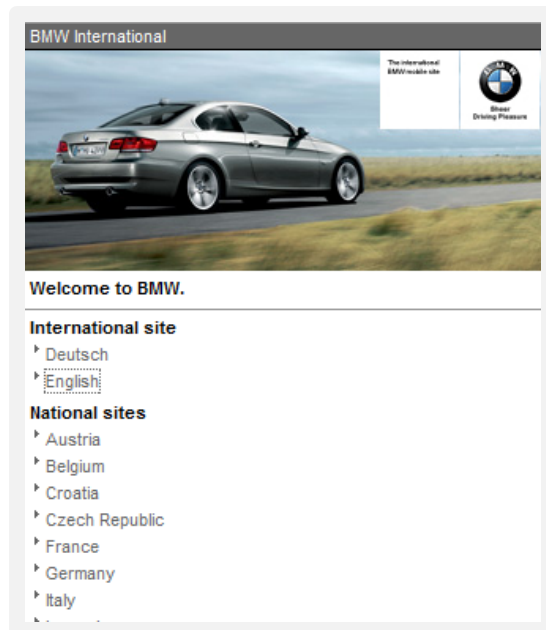 BMW International
The international
BMW mobile site
BMW
Sheer
Driving Pleasure
Welcome to BMW.
International site
Deutsch
English
National sites
Austria
Belgium
Croatia
Czech Republic
France
Germany
Italy